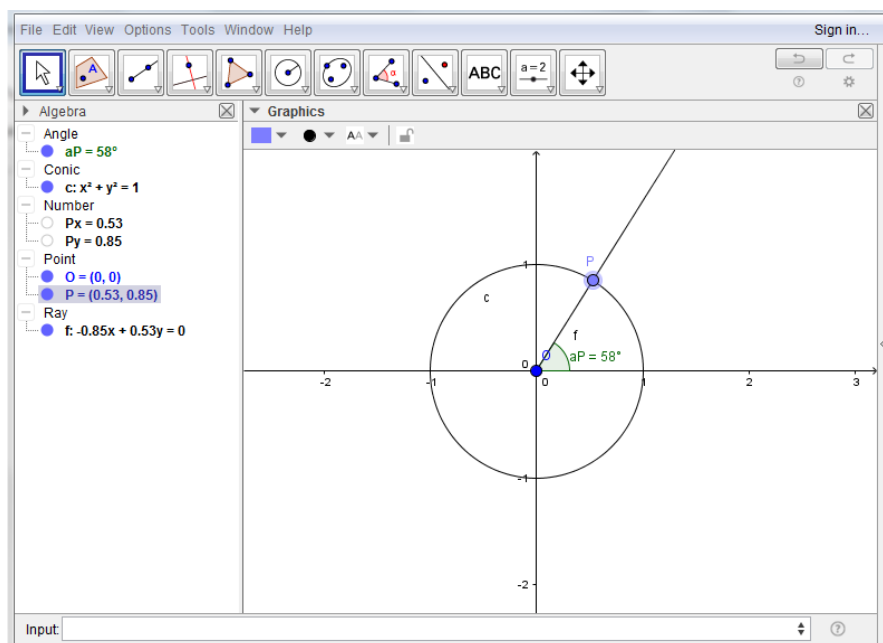 File Edit View Options Tools Window Help Sign in...
A α ABC a=2
Algebra
Graphics
AA
Angle
aP = 58°
Conic
c: x² + y² = 1
Number
Px = 0.53
Py = 0.85
Point
O = (0, 0)
P = (0.53, 0.85)
Ray
f: -0.85x + 0.53y = 0
1
P
c
f
O
aP = 58°
0
-2 -1 0 1 2 3
-1
-2
Input: